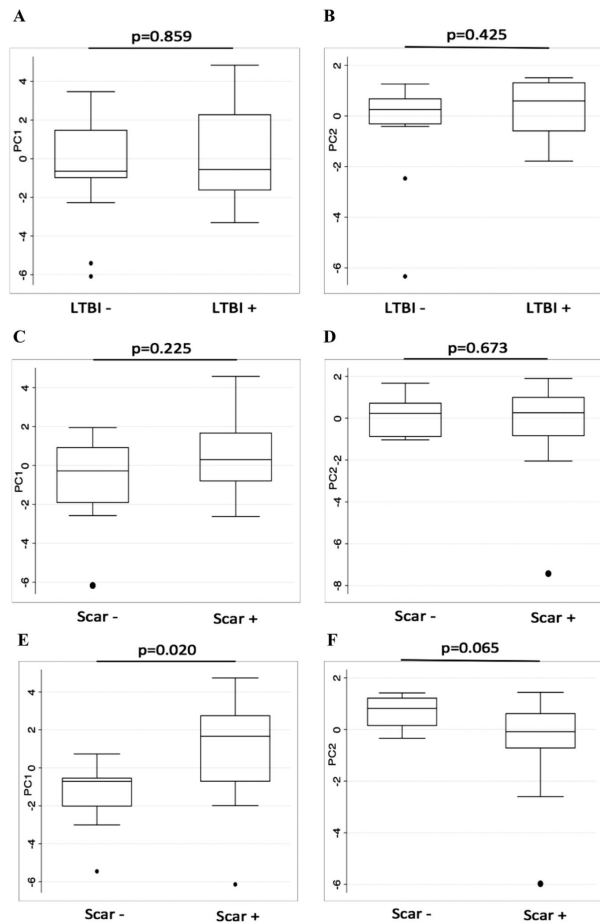 A
p=0.859
PC1
4
2
0
-2
-4
-6
LTBI - LTBI +
B
p=0.425
PC2
2
0
-2
-4
-6
LTBI - LTBI +
C
p=0.225
PC1
4
2
0
-2
-4
-6
Scar - Scar +
D
p=0.673
PC2
2
0
-2
-4
-6
-8
Scar - Scar +
E
p=0.020
PC1
4
2
0
-2
-4
-6
Scar - Scar +
F
p=0.065
PC2
2
0
-2
-4
-6
Scar - Scar +